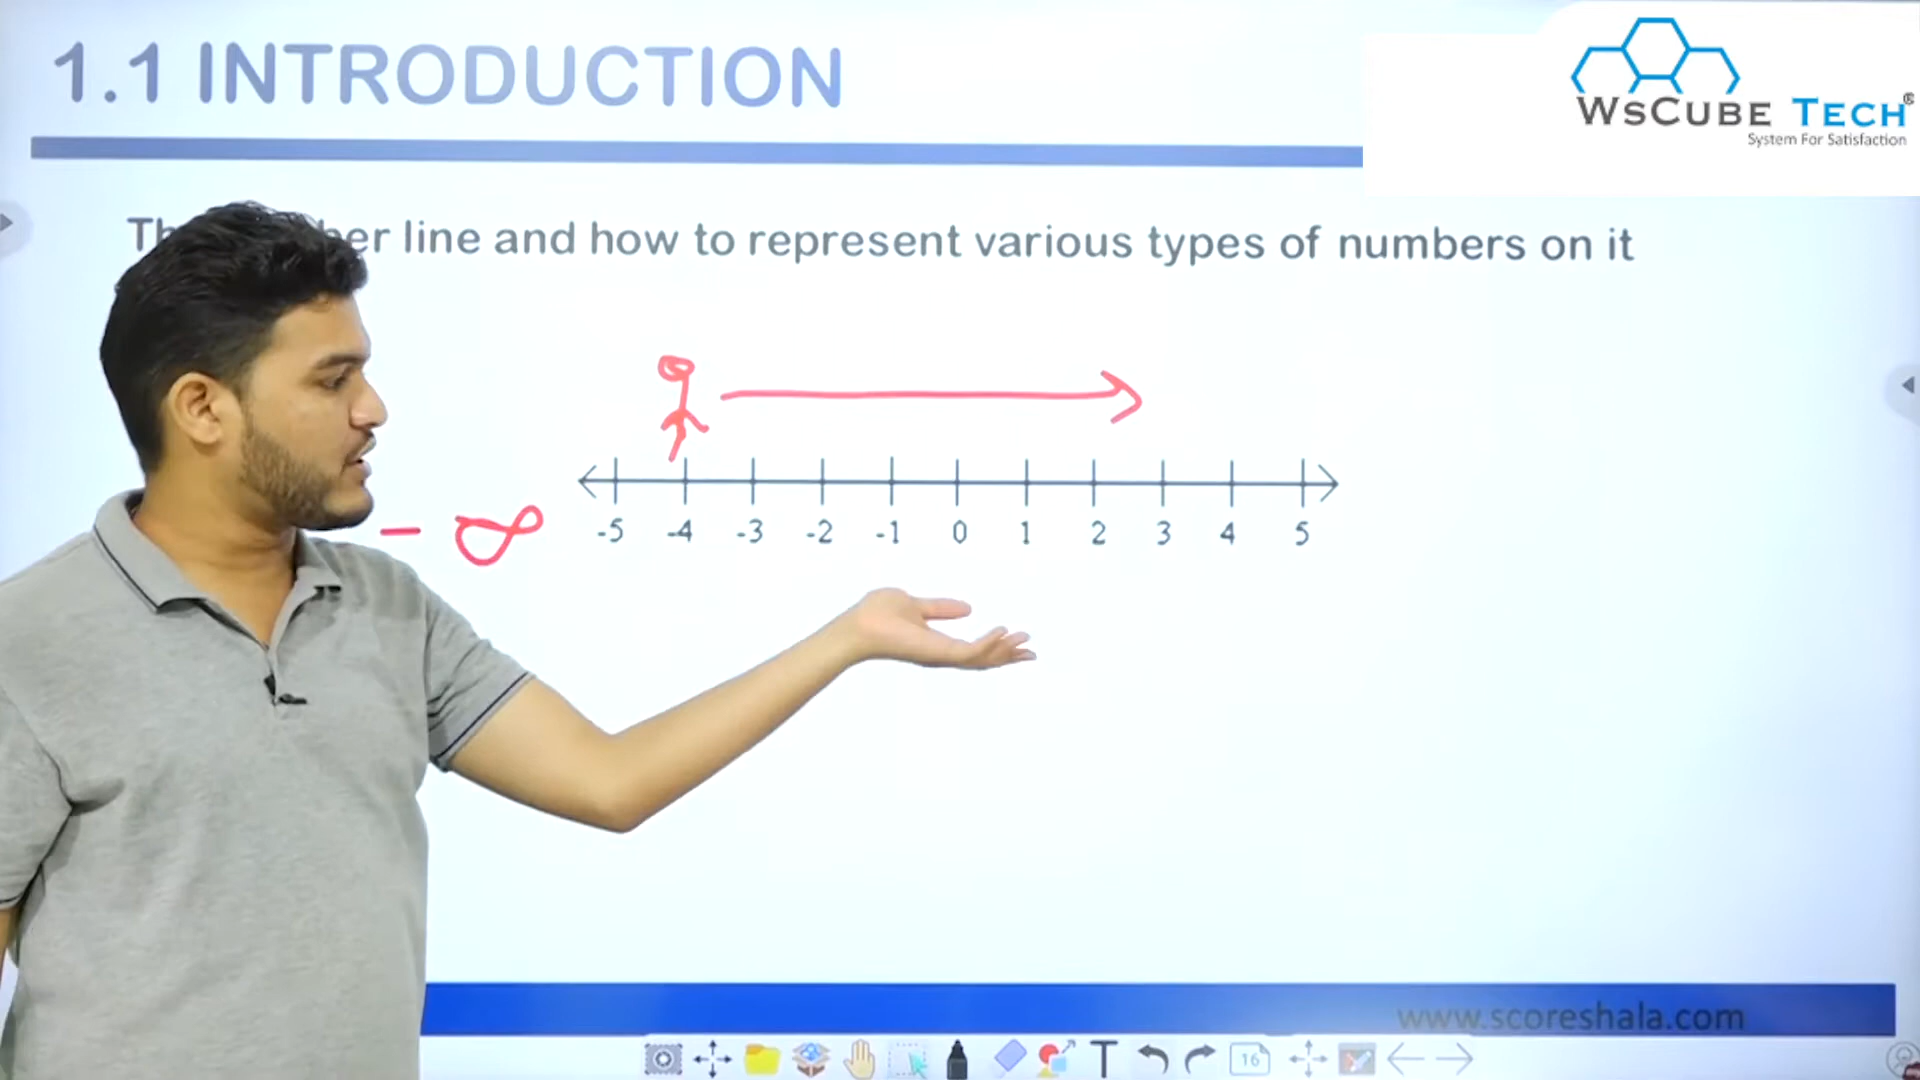 1.1 INTRODUCTION
WsCube Tech®
System For Satisfaction
line and how to represent various types of numbers on it
- ∞
-5 -4 -3 -2 -1 0 1 2 3 4 5
www.scoreshala.com
T
16